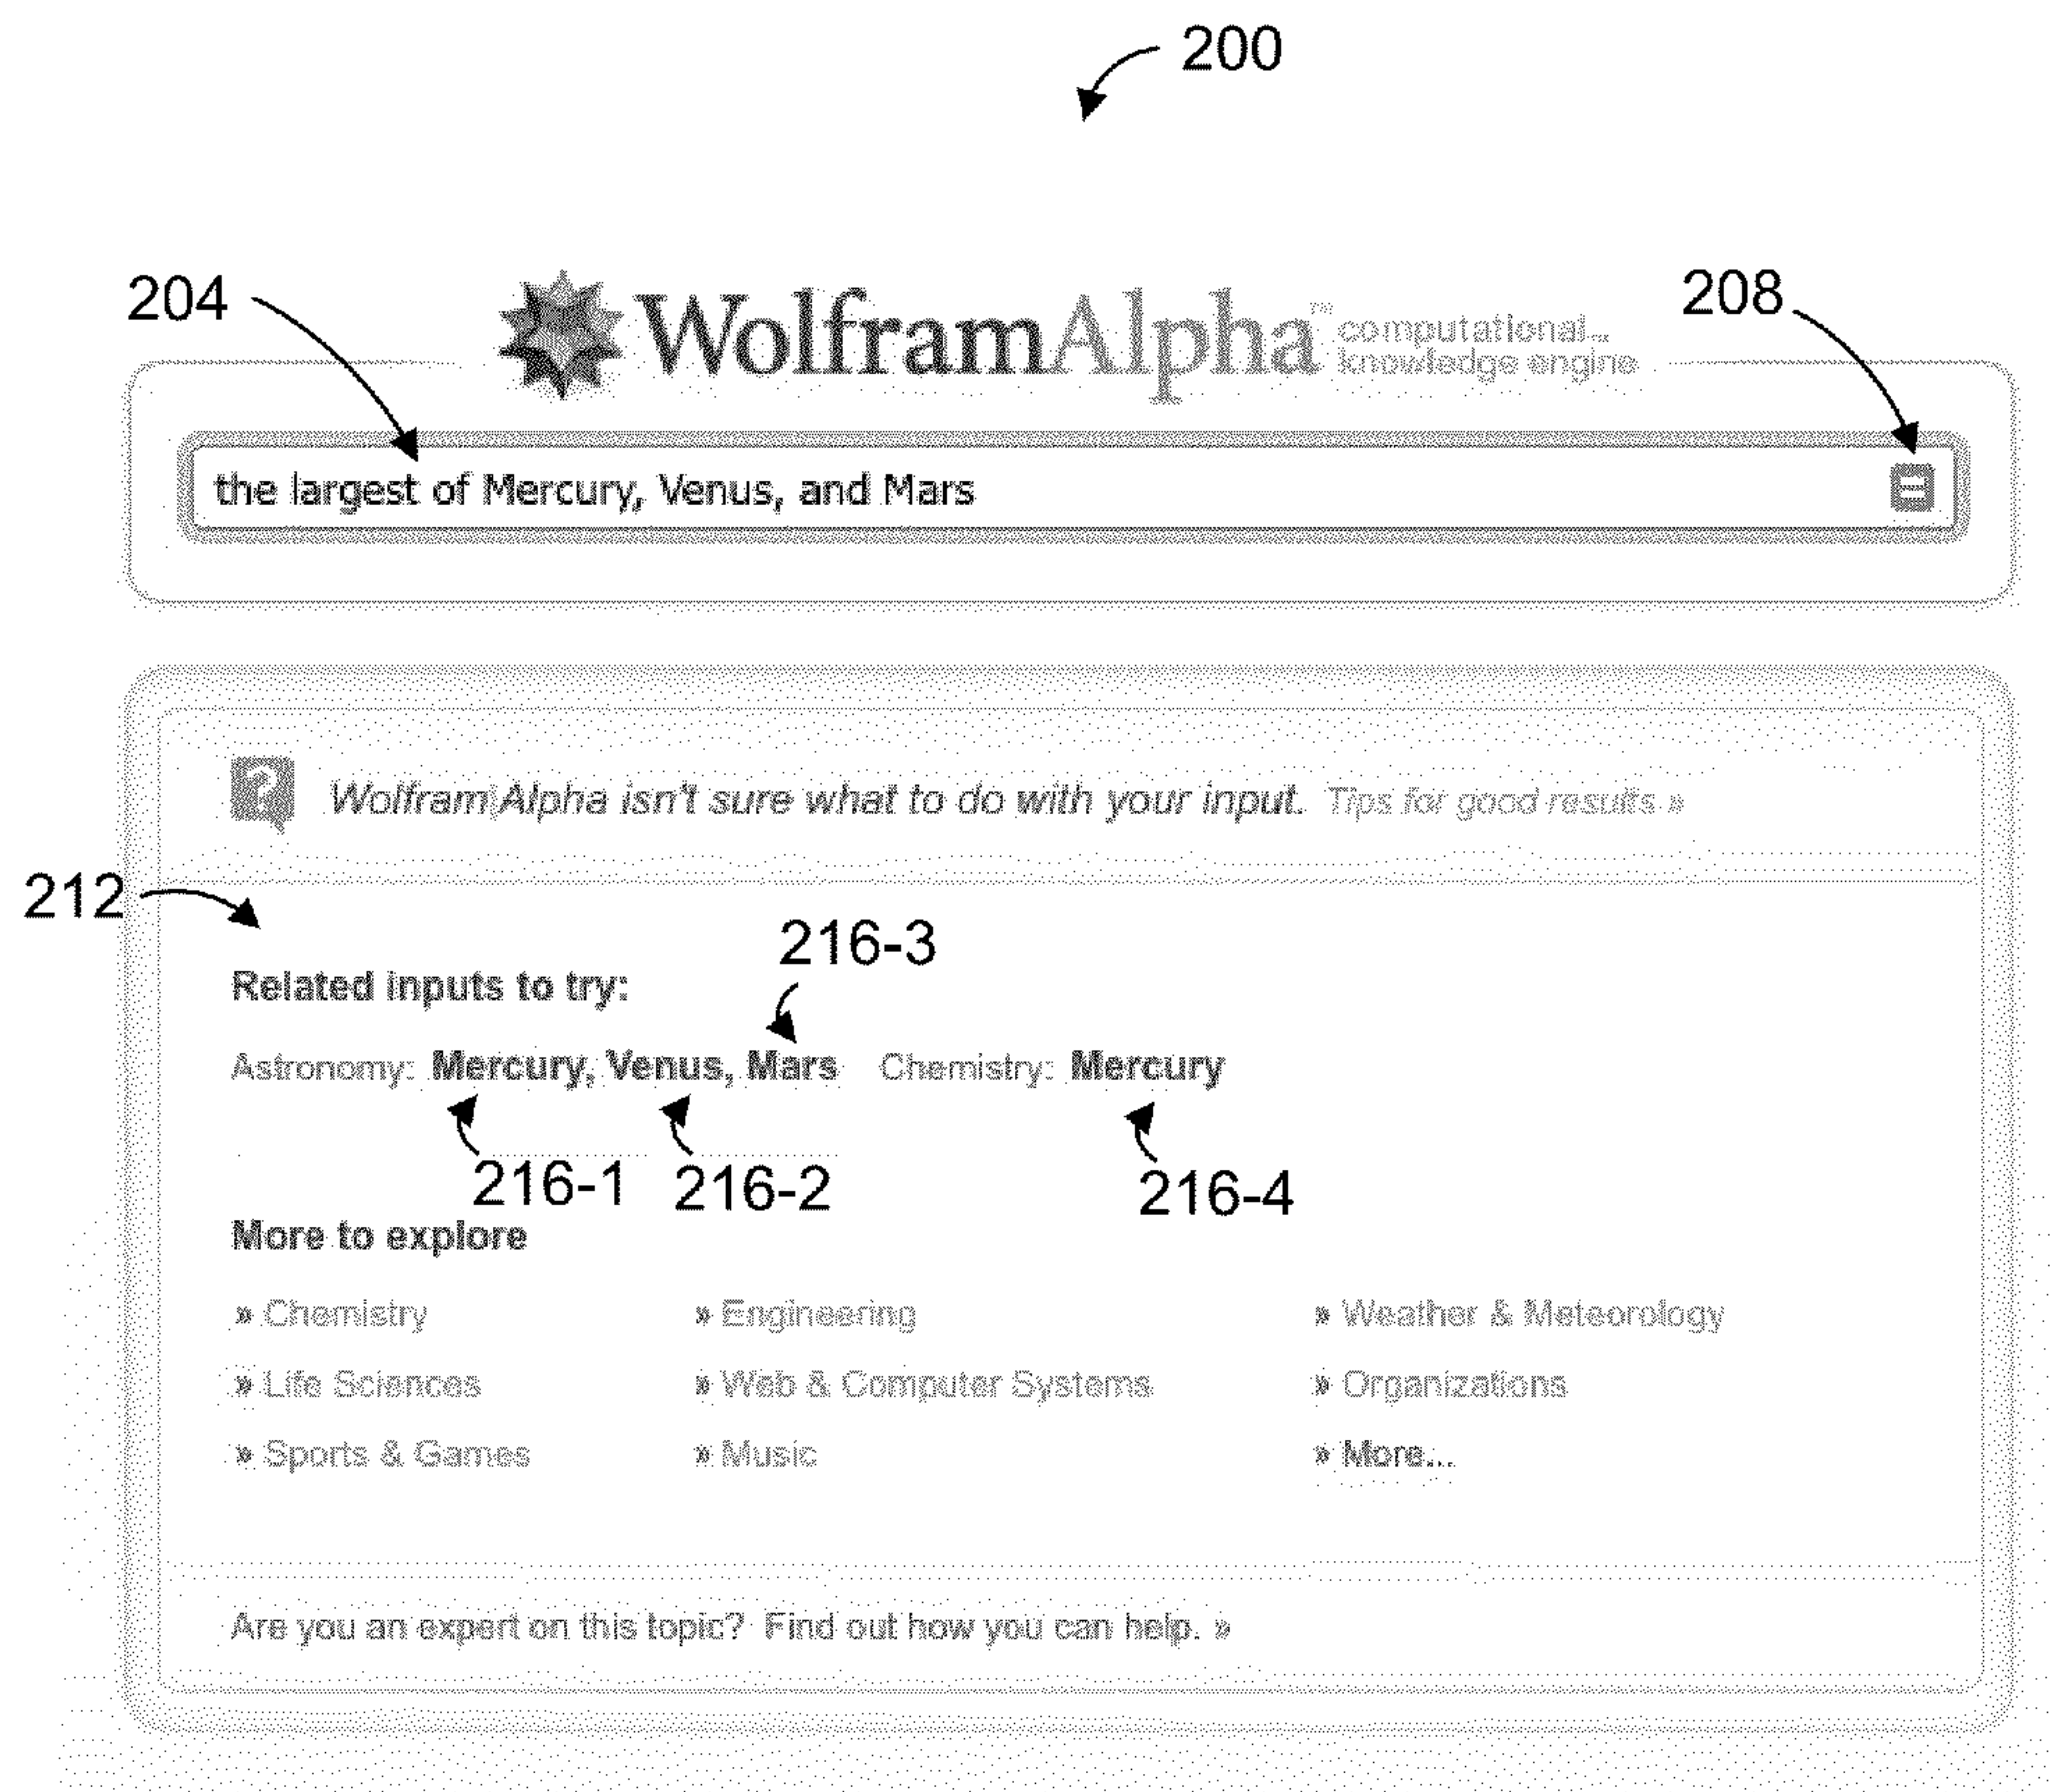 200
204
208
WolframAlpha™ computational...
knowledge engine
the largest of Mercury, Venus, and Mars
Wolfram|Alpha isn't sure what to do with your input. Tips for good results »
212
216-3
Related inputs to try:
Astronomy: Mercury, Venus, Mars Chemistry: Mercury
216-1 216-2 216-4
More to explore
» Chemistry » Engineering » Weather & Meteorology
» Life Sciences » Web & Computer Systems » Organizations
» Sports & Games » Music » More...
Are you an expert on this topic? Find out how you can help. »